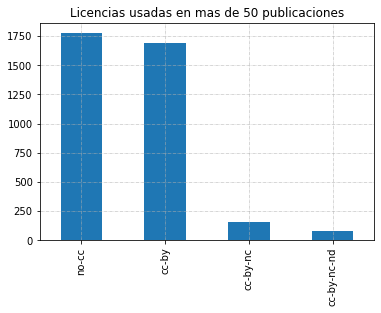 Licencias usadas en mas de 50 publicaciones
1750
1500
1250
1000
750
500
250
0
no-cc
cc-by
cc-by-nc
cc-by-nc-nd